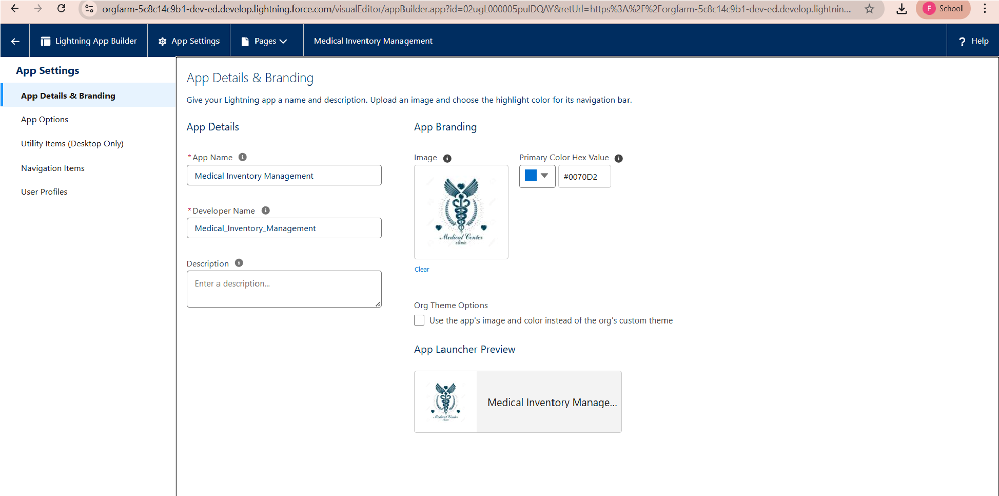 orgfarm-5c8c14c9b1-dev-ed.develop.lightning.force.com/visualEditor/appBuilder.app?id=02ugL000005puIDQAY&retUrl=https%3A%2F%2Forgfarm-5c8c14c9b1-dev-ed.develop.lightnin...
F School
Lightning App Builder
App Settings
Pages
Medical Inventory Management
? Help
App Settings
App Details & Branding
App Options
Utility Items (Desktop Only)
Navigation Items
User Profiles
App Details & Branding
Give your Lightning app a name and description. Upload an image and choose the highlight color for its navigation bar.
App Details
*App Name
Medical Inventory Management
*Developer Name
Medical_Inventory_Management
Description
Enter a description...
App Branding
Image
Medical Center
clinic
Clear
Primary Color Hex Value
#0070D2
Org Theme Options
Use the app's image and color instead of the org's custom theme
App Launcher Preview
Medical Center
clinic
Medical Inventory Manage...